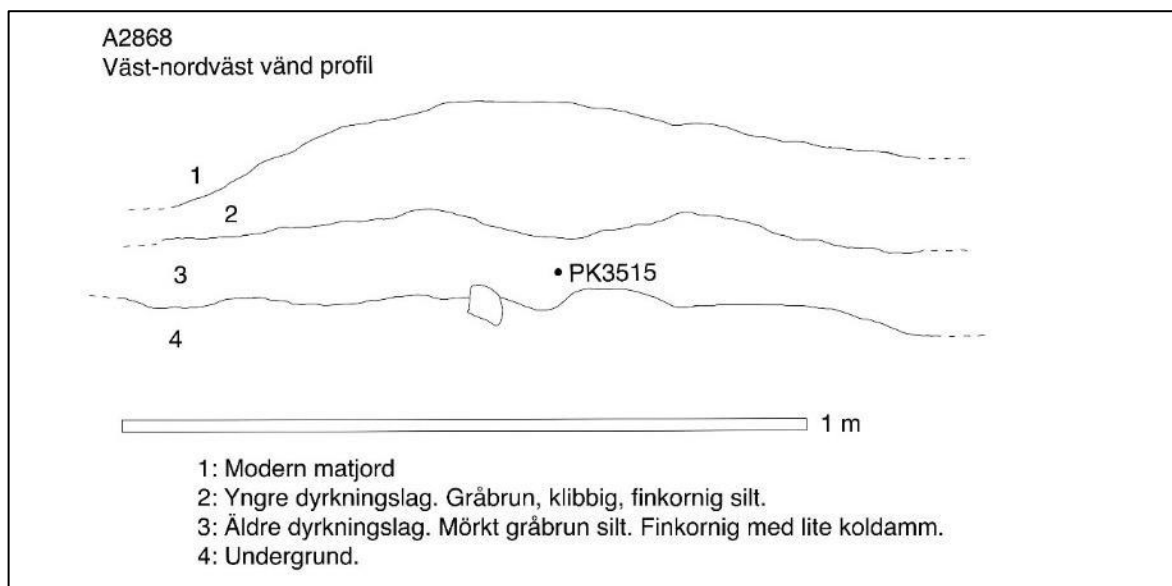 A2868
Väst-nordväst vänd profil
1
2
3
• PK3515
4
1 m
1: Modern matjord
2: Yngre dyrkningslag. Gråbrun, klibbig, finkornig silt.
3: Äldre dyrkningslag. Mörkt gråbrun silt. Finkornig med lite koldamm.
4: Undergrund.